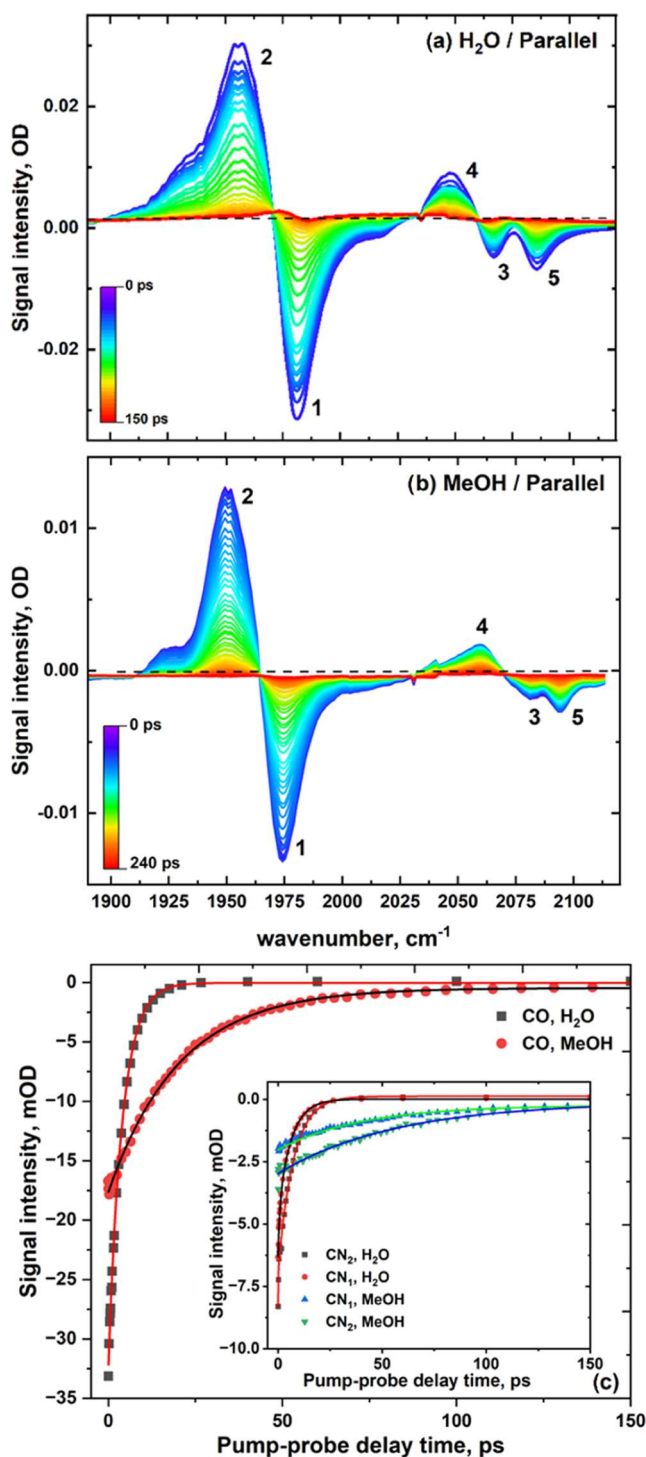 (a) H₂O / Parallel
2
4
0.02
Signal intensity, OD
0.00
0 ps
3
5
-0.02
150 ps
1
(b) MeOH / Parallel
2
0.01
Signal intensity, OD
4
0.00
0 ps
3
5
-0.01
240 ps
1
1900 1925 1950 1975 2000 2025 2050 2075 2100
wavenumber, cm⁻¹
0
CO, H₂O
CO, MeOH
-5
-10
-15
-20
-25
-30
-35
Signal intensity, mOD
0.0
-2.5
-5.0
-7.5
-10.0
Signal intensity, mOD
CN₂, H₂O
CN₁, H₂O
CN₁, MeOH
CN₂, MeOH
0 50 100 150
Pump-probe delay time, ps
(c)
0 50 100 150
Pump-probe delay time, ps